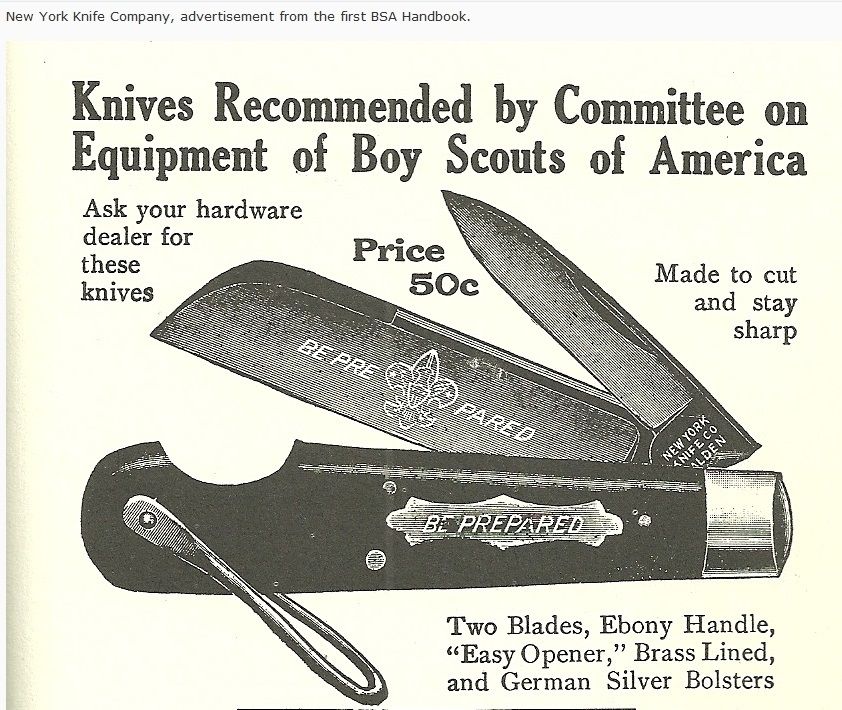 New York Knife Company, advertisement from the first BSA Handbook.
Knives Recommended by Committee on
Equipment of Boy Scouts of America
Ask your hardware
dealer for
these
knives
Price
50c
Made to cut
and stay
sharp
BE PRE PARED
NEW YORK
KNIFE CO
WALDEN
BE PREPARED
Two Blades, Ebony Handle,
"Easy Opener," Brass Lined,
and German Silver Bolsters